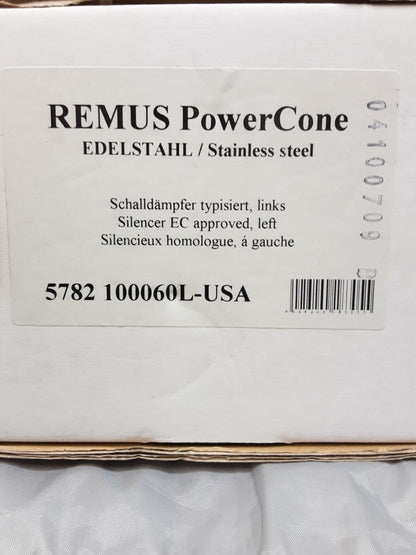 REMUS PowerCone
EDELSTAHL / Stainless steel
Schalldämpfer typisiert, links
Silencer EC approved, left
Silencieux homologue, á gauche
5782 100060L-USA
04100709